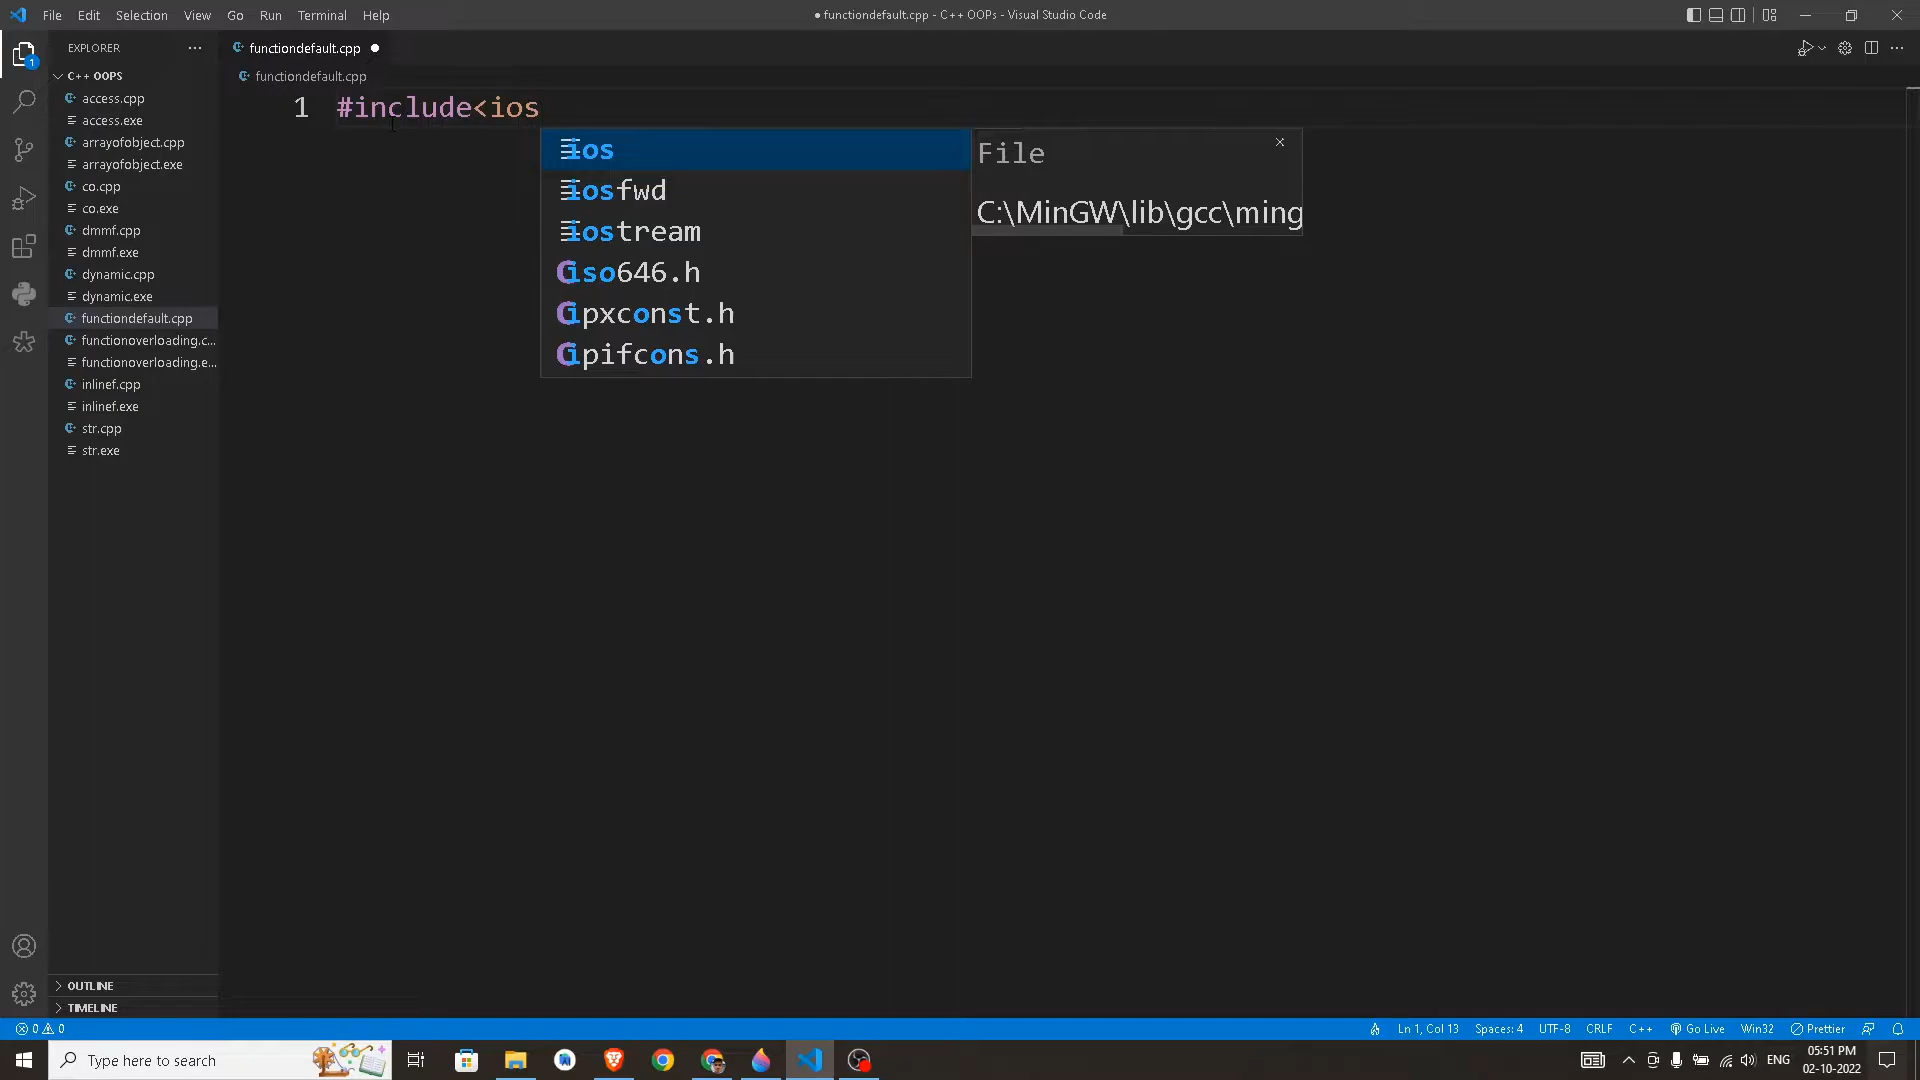 File Edit Selection View Go Run Terminal Help
● functiondefault.cpp - C++ OOPs - Visual Studio Code
EXPLORER
functiondefault.cpp
C++ OOPS
functiondefault.cpp
access.cpp
access.exe
arrayofobject.cpp
arrayofobject.exe
co.cpp
co.exe
dmmf.cpp
dmmf.exe
dynamic.cpp
dynamic.exe
functiondefault.cpp
functionoverloading.c...
functionoverloading.e...
inlinef.cpp
inlinef.exe
str.cpp
str.exe
1 #include<ios
ios
iosfwd
iostream
iso646.h
ipxconst.h
ipifcons.h
File
C:\MinGW\lib\gcc\ming
OUTLINE
TIMELINE
1
0 0
Ln 1, Col 13 Spaces: 4 UTF-8 CRLF C++ Go Live Win32 Prettier
Type here to search
ENG
05:51 PM
02-10-2022